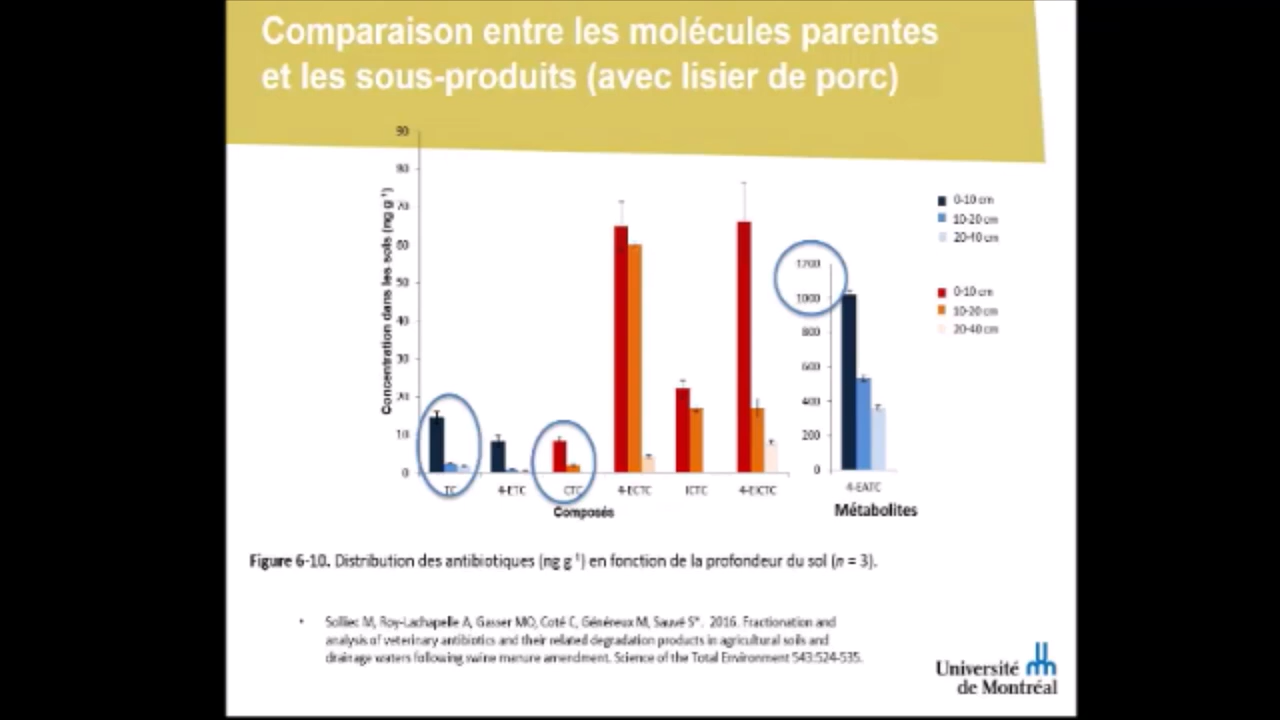 Comparaison entre les molécules parentes
et les sous-produits (avec lisier de porc)
90
80
70
60
50
40
30
20
10
0
Concentration dans les sols (ng g⁻¹)
TC
4-ETC
CTC
4-ECTC
ICTC
4-EICTC
Composés
1200
1000
800
600
400
200
0
4-EATC
Métabolites
0-10 cm
10-20 cm
20-40 cm
0-10 cm
10-20 cm
20-40 cm
Figure 6-10. Distribution des antibiotiques (ng g⁻¹) en fonction de la profondeur du sol (n = 3).
• Solliec M, Roy-Lachapelle A, Gasser MO, Coté C, Généreux M, Sauvé S*. 2016. Fractionation and
analysis of veterinary antibiotics and their related degradation products in agricultural soils and
drainage waters following swine manure amendment. Science of the Total Environment 543:524-535.
Université
de Montréal